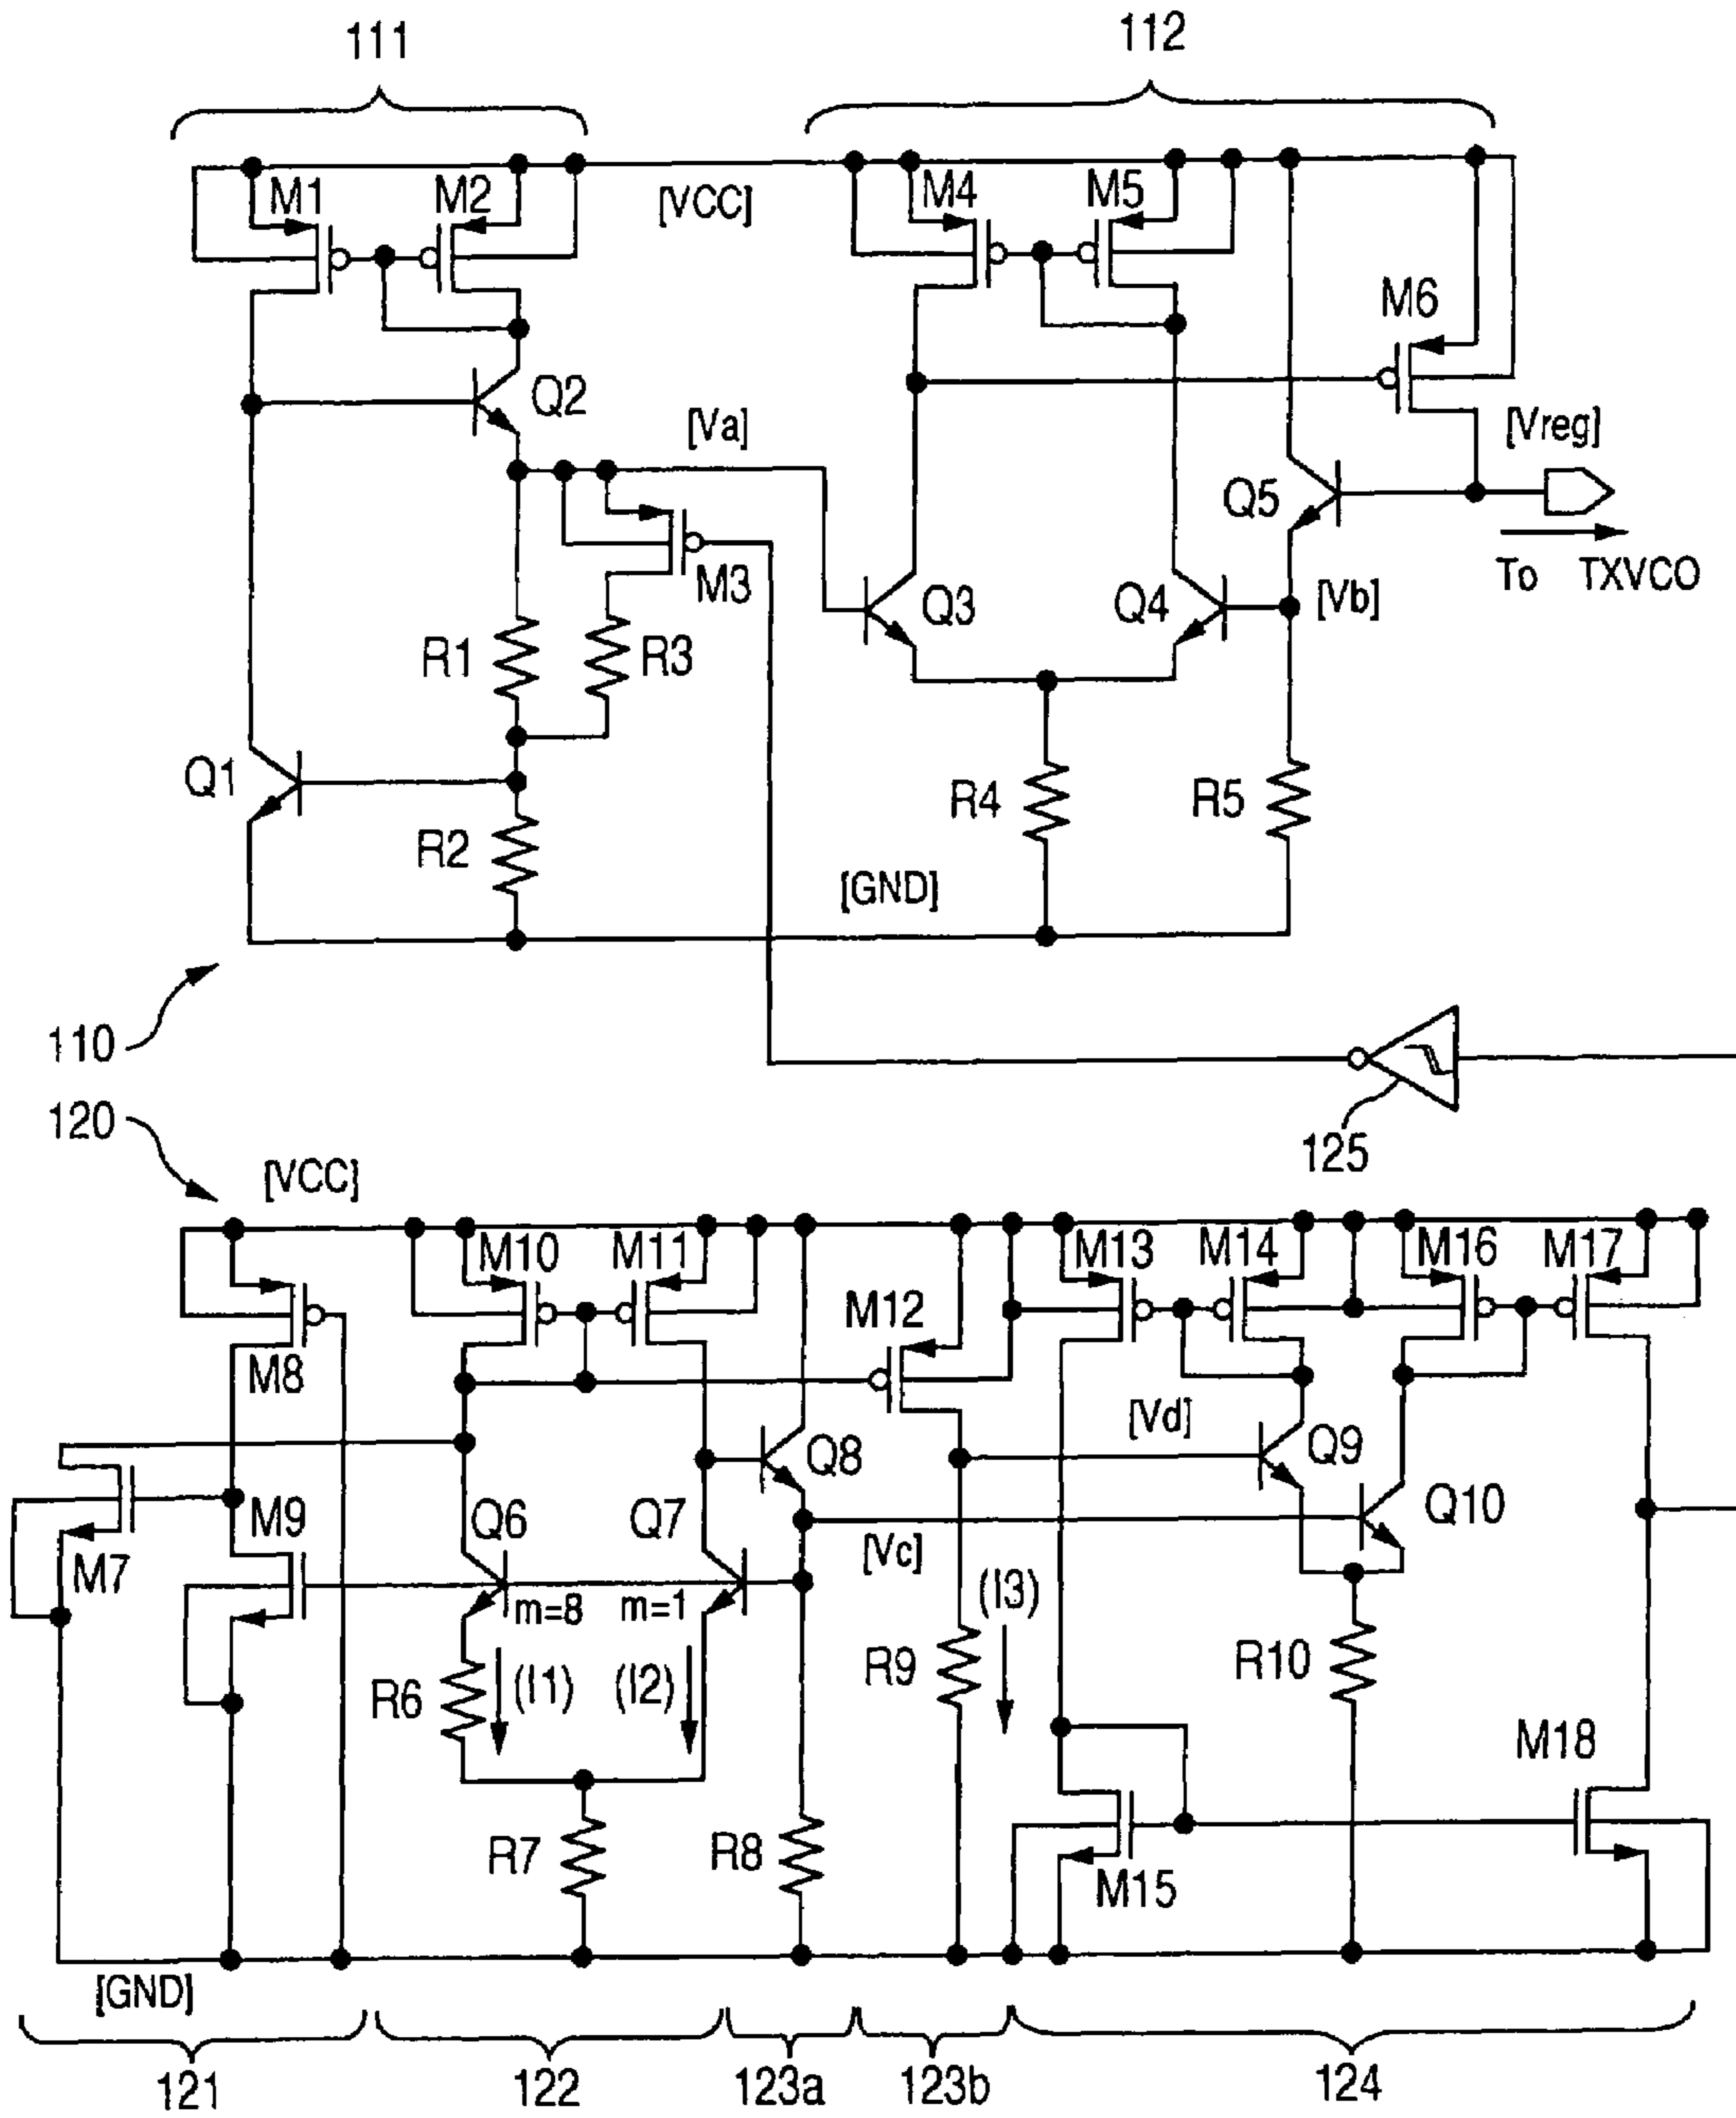 111
112
M1
M2
[VCC]
M4
M5
M6
Q2
[Va]
[Vreg]
Q5
To TXVCO
M3
Q3
Q4
[Vb]
R1
R3
Q1
R4
R5
R2
[GND]
110
120
125
[VCC]
M10
M11
M13
M14
M16
M17
M12
M8
[Vd]
Q9
Q8
M9
Q6
Q7
Q10
M7
[Vc]
m=8
m=1
(I3)
R6
(I1)
(I2)
R9
R10
M18
R7
R8
M15
[GND]
121
122
123a
123b
124